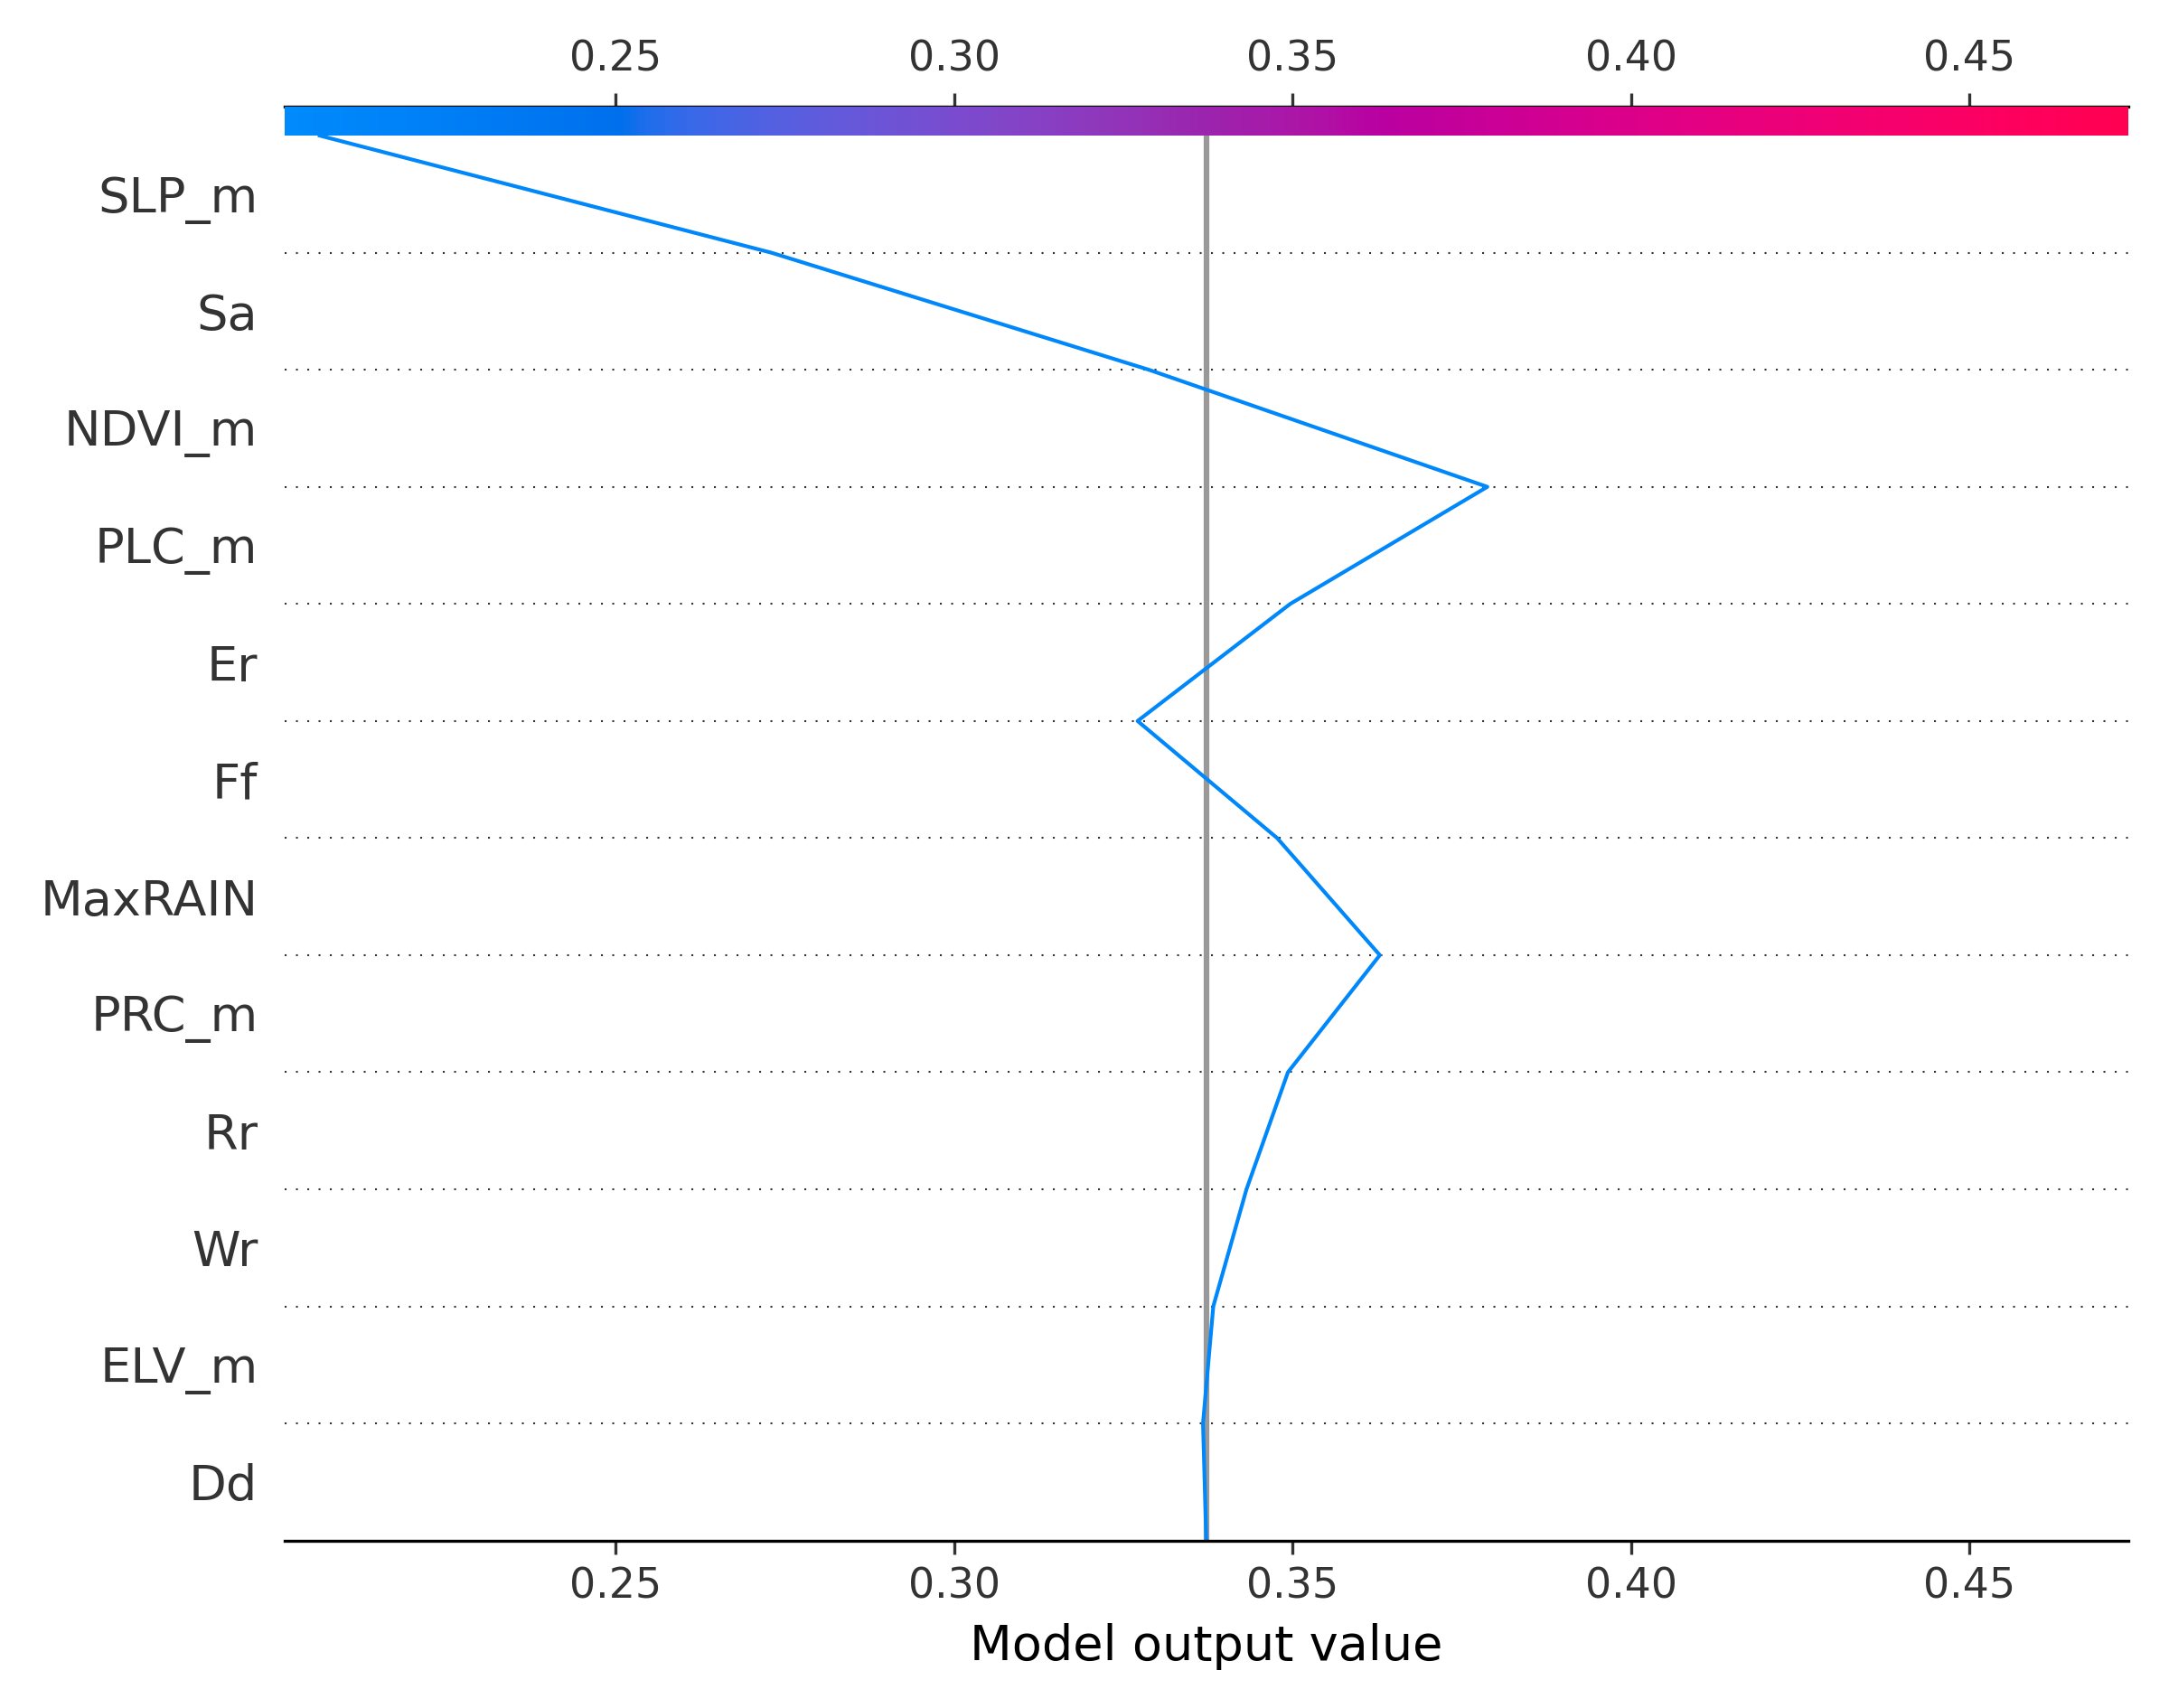 0.25 0.30 0.35 0.40 0.45
SLP_m
Sa
NDVI_m
PLC_m
Er
Ff
MaxRAIN
PRC_m
Rr
Wr
ELV_m
Dd
0.25 0.30 0.35 0.40 0.45
Model output value